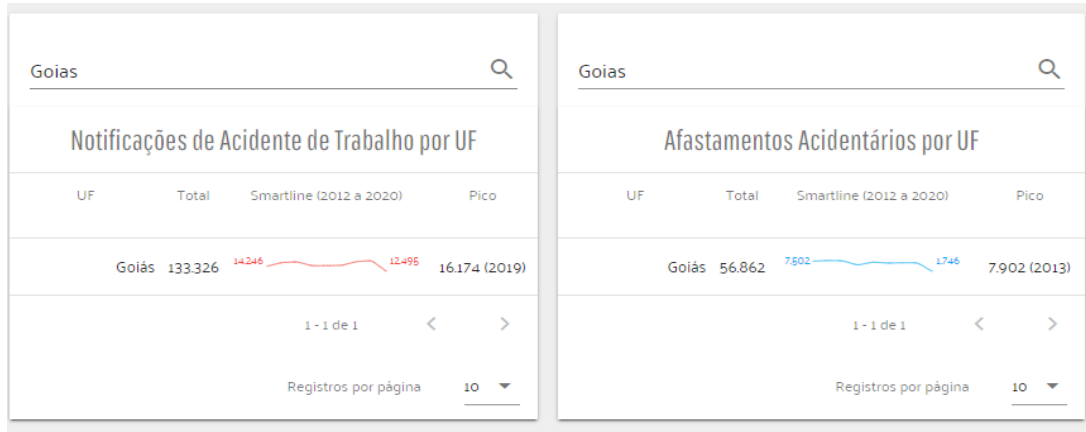 Goias
Notificações de Acidente de Trabalho por UF
UF Total Smartline (2012 a 2020) Pico
Goiás 133.326 14.246 12.495 16.174 (2019)
1 - 1 de 1
Registros por página 10
Goias
Afastamentos Acidentários por UF
UF Total Smartline (2012 a 2020) Pico
Goiás 56.862 7.502 1.746 7.902 (2013)
1 - 1 de 1
Registros por página 10